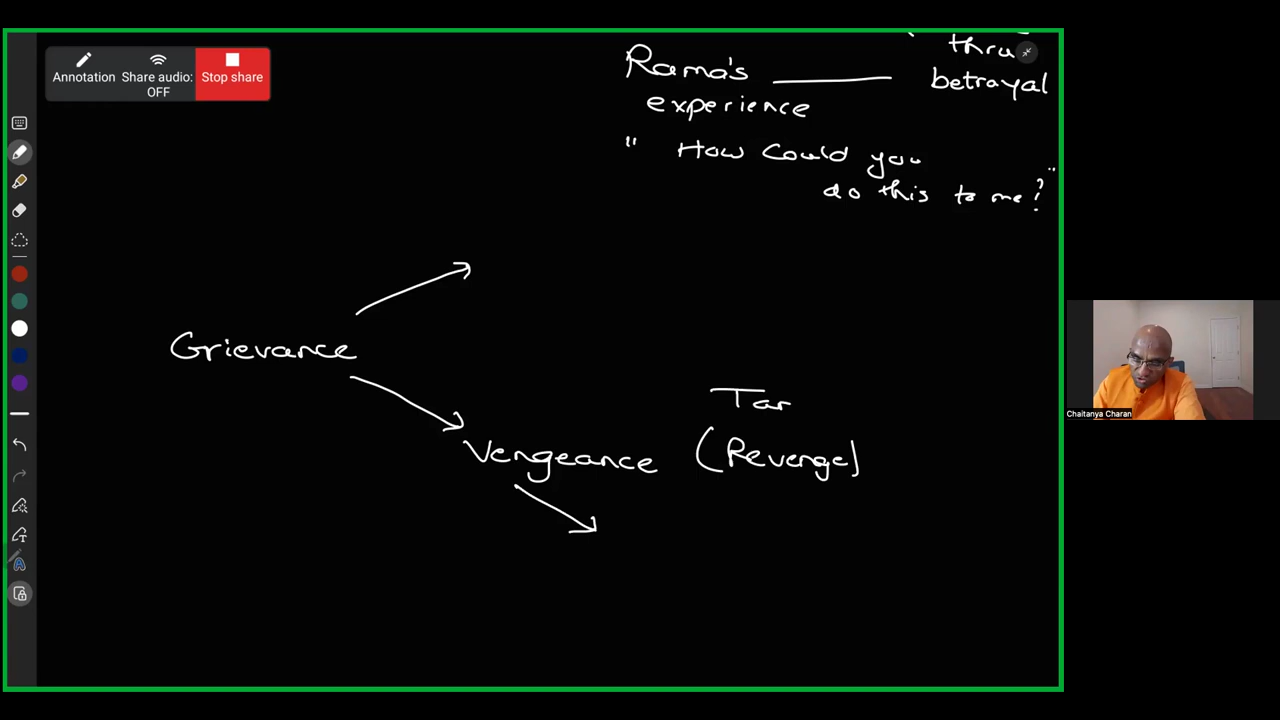 Annotation
Share audio:
OFF
Stop share
thru
Rama's
betrayal
experience
" How could you
do this to me? "
Grievance
Tar
Vengeance (Revenge)
Chaitanya Charan